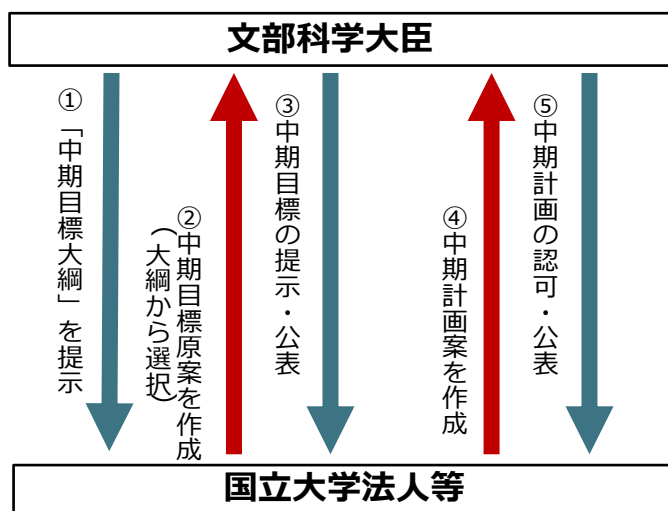 文部科学大臣
①「中期目標大綱」を提示
②中期目標原案を作成
(大綱から選択)
③中期目標の提示・公表
④中期計画案を作成
⑤中期計画の認可・公表
国立大学法人等